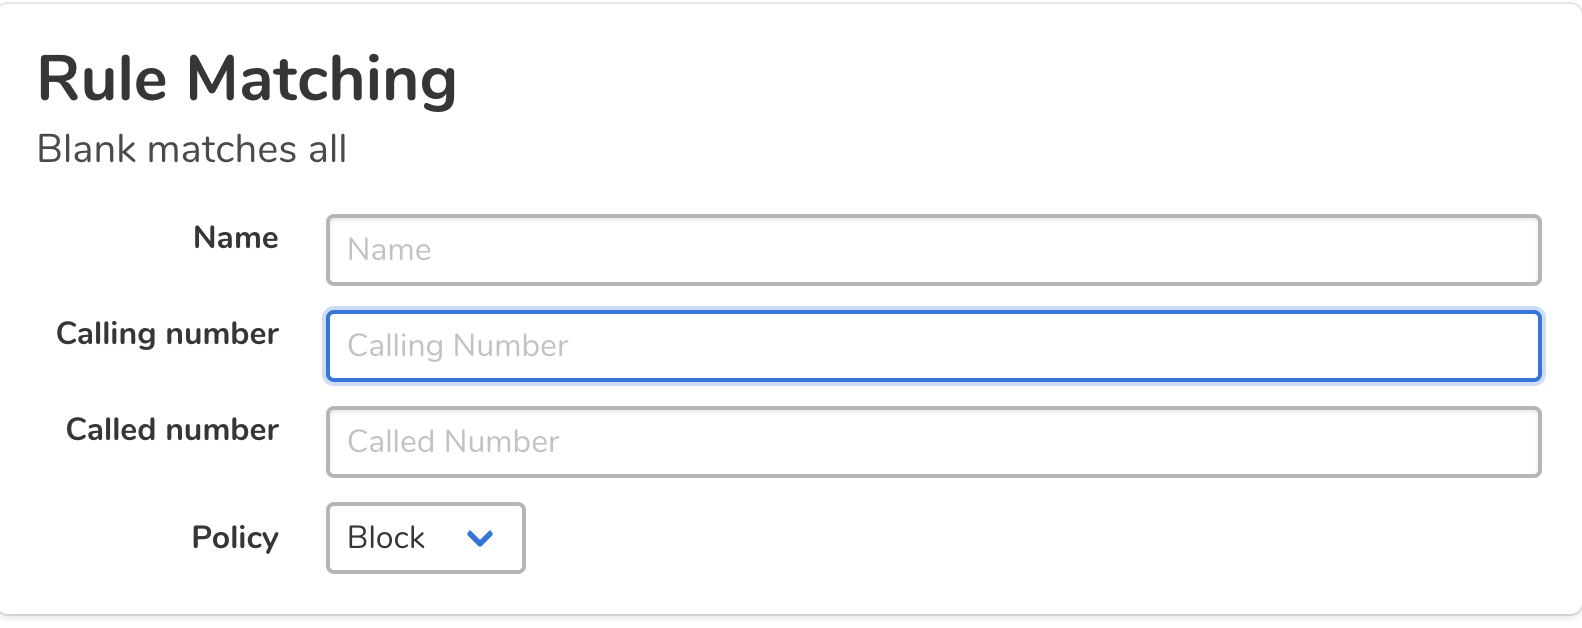 Rule Matching
Blank matches all
Name
Name
Calling number
Calling Number
Called number
Called Number
Policy
Block